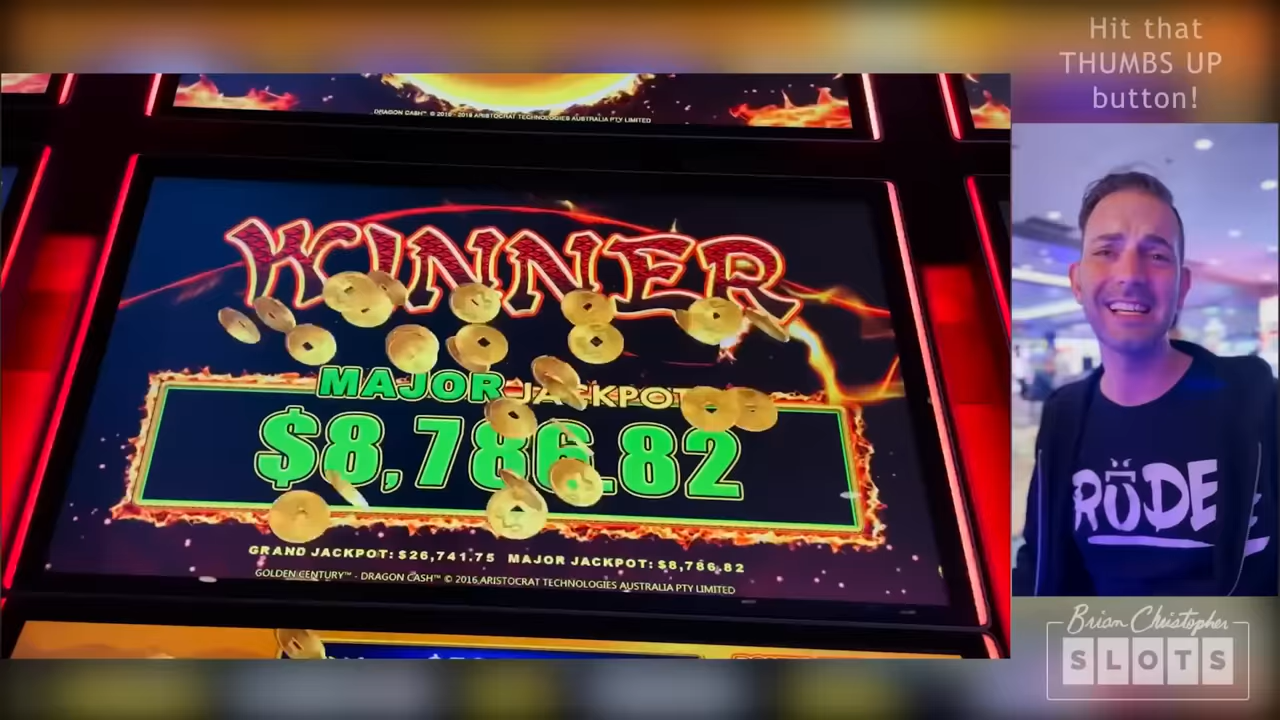 Hit that
THUMBS UP
button!
DRAGON CASH™ © 2016 - 2018 ARISTOCRAT TECHNOLOGIES AUSTRALIA PTY LIMITED
WINNER
MAJOR JACKPOT
$8,786.82
GRAND JACKPOT: $26,741.75 MAJOR JACKPOT: $8,786.82
GOLDEN CENTURY™ - DRAGON CASH™ © 2016 ARISTOCRAT TECHNOLOGIES AUSTRALIA PTY LIMITED
RŪDE
Brian Christopher
SLOTS